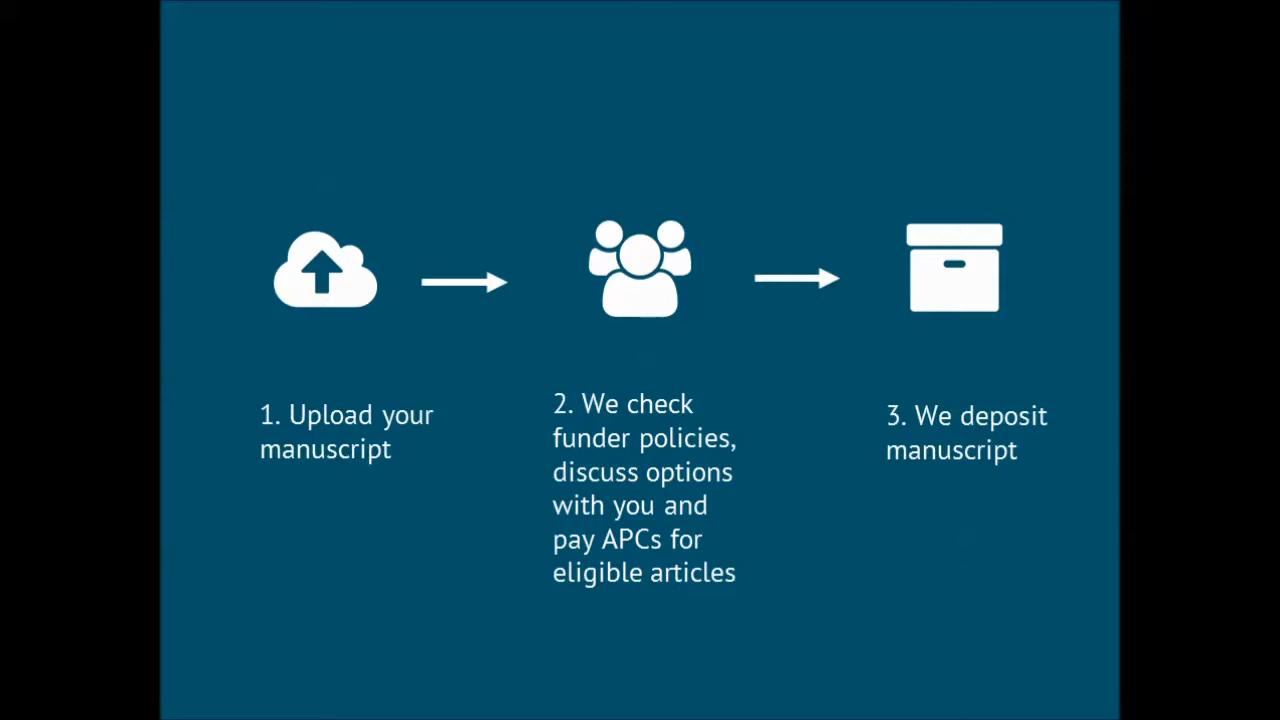 1. Upload your
manuscript
2. We check
funder policies,
discuss options
with you and
pay APCs for
eligible articles
3. We deposit
manuscript